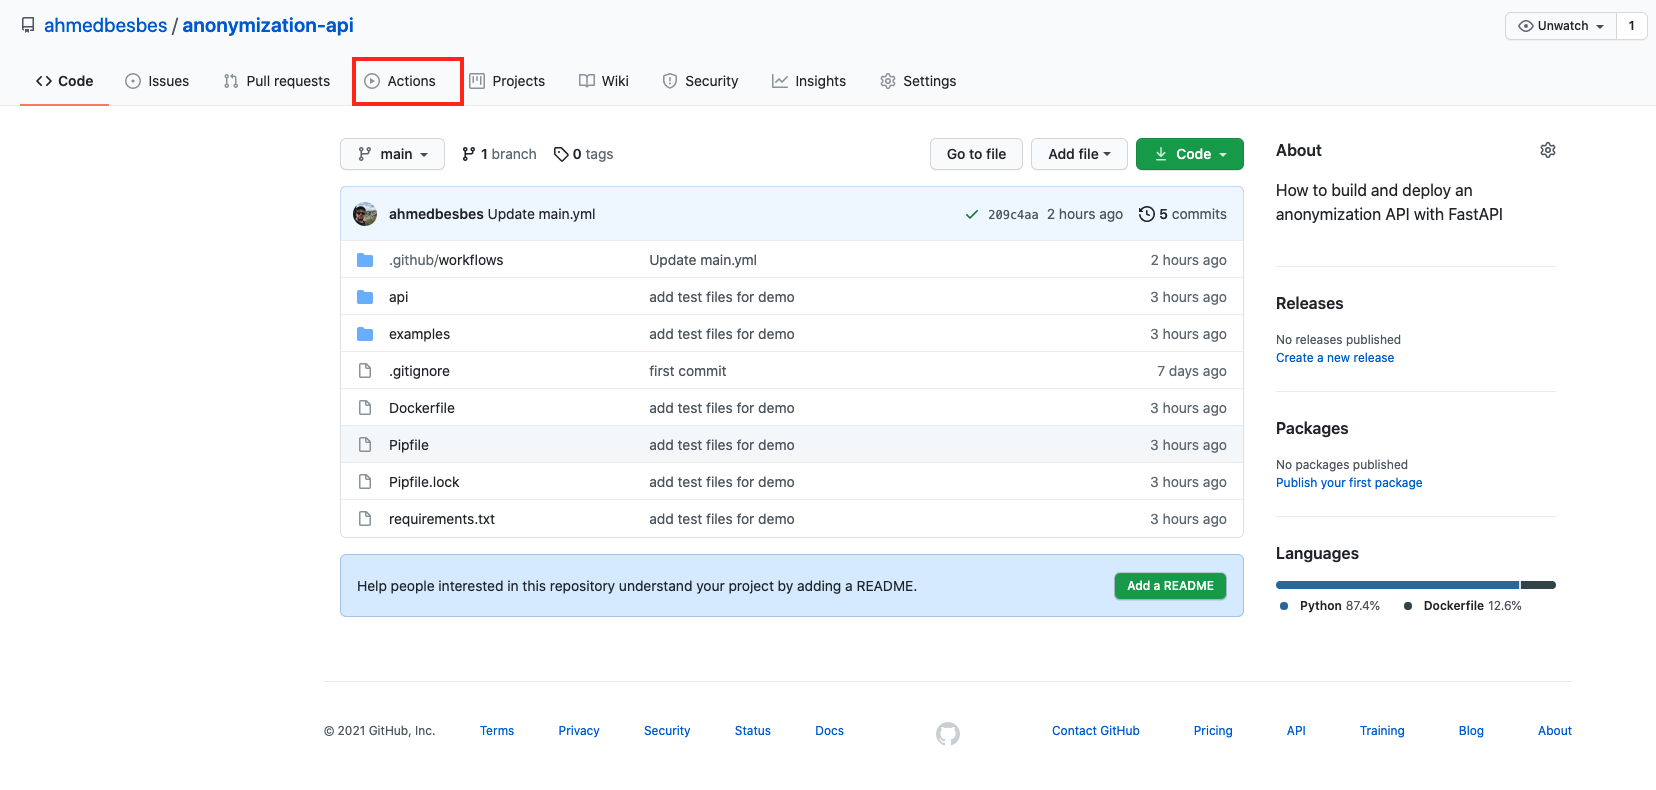 ahmedbesbes / anonymization-api
Unwatch 1
Code Issues Pull requests Actions Projects Wiki Security Insights Settings
main 1 branch 0 tags Go to file Add file Code
ahmedbesbes Update main.yml 209c4aa 2 hours ago 5 commits
.github/workflows Update main.yml 2 hours ago
api add test files for demo 3 hours ago
examples add test files for demo 3 hours ago
.gitignore first commit 7 days ago
Dockerfile add test files for demo 3 hours ago
Pipfile add test files for demo 3 hours ago
Pipfile.lock add test files for demo 3 hours ago
requirements.txt add test files for demo 3 hours ago
Help people interested in this repository understand your project by adding a README. Add a README
About
How to build and deploy an
anonymization API with FastAPI
Releases
No releases published
Create a new release
Packages
No packages published
Publish your first package
Languages
Python 87.4% Dockerfile 12.6%
© 2021 GitHub, Inc. Terms Privacy Security Status Docs Contact GitHub Pricing API Training Blog About